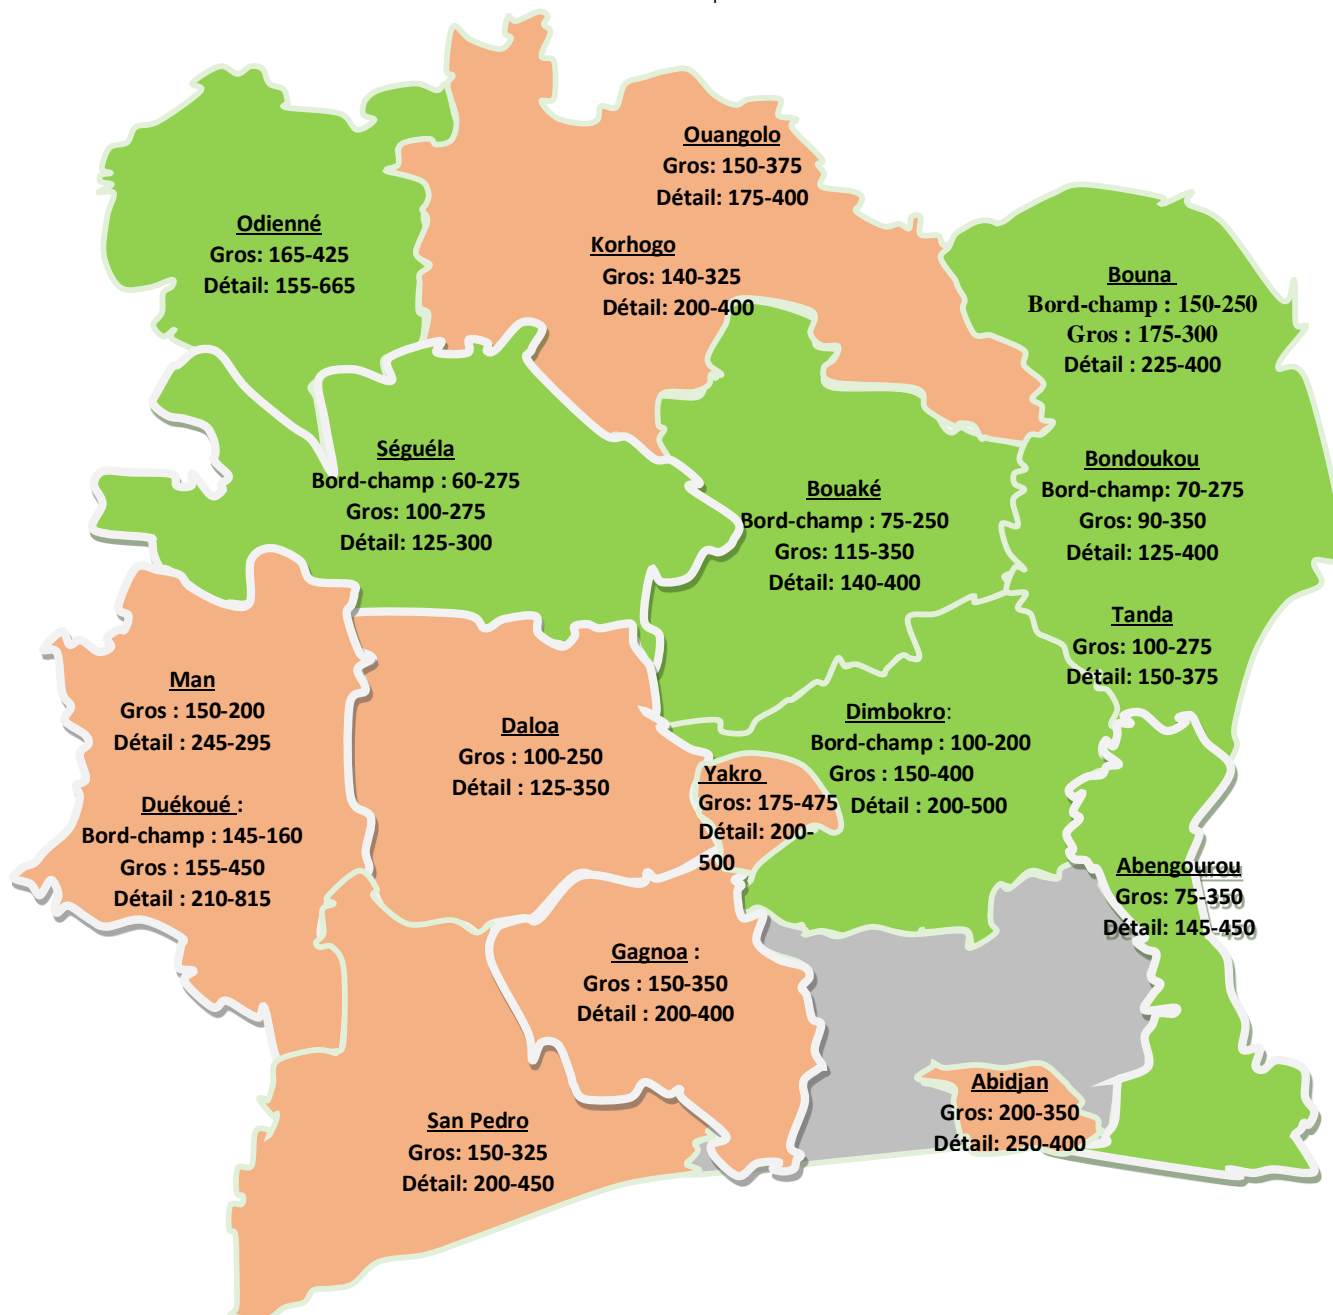 Ouangolo
Gros: 150-375
Détail: 175-400
Odienné
Gros: 165-425
Détail: 155-665
Korhogo
Gros: 140-325
Détail: 200-400
Bouna
Bord-champ : 150-250
Gros : 175-300
Détail : 225-400
Séguéla
Bord-champ : 60-275
Gros: 100-275
Détail: 125-300
Bouaké
Bord-champ : 75-250
Gros: 115-350
Détail: 140-400
Bondoukou
Bord-champ: 70-275
Gros: 90-350
Détail: 125-400
Tanda
Gros: 100-275
Détail: 150-375
Man
Gros : 150-200
Détail : 245-295
Daloa
Gros : 100-250
Détail : 125-350
Yakro
Gros: 175-475
Détail: 200-
500
Dimbokro:
Bord-champ : 100-200
Gros : 150-400
Détail : 200-500
Duékoué :
Bord-champ : 145-160
Gros : 155-450
Détail : 210-815
Abengourou
Gros: 75-350
Détail: 145-450
Gagnoa :
Gros : 150-350
Détail : 200-400
San Pedro
Gros: 150-325
Détail: 200-450
Abidjan
Gros: 200-350
Détail: 250-400